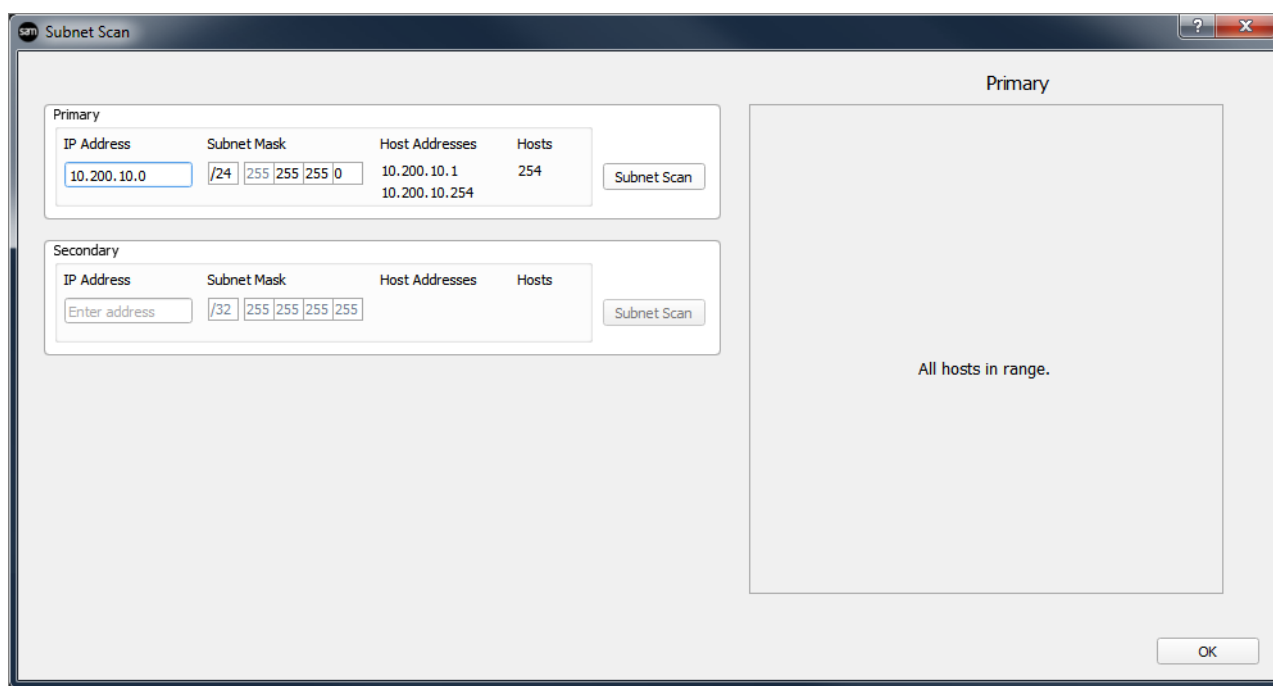 sam Subnet Scan ? X
Primary
Primary
IP Address Subnet Mask Host Addresses Hosts
10.200.10.0 /24 255 255 255 0 10.200.10.1 254 Subnet Scan
10.200.10.254
Secondary
IP Address Subnet Mask Host Addresses Hosts
Enter address /32 255 255 255 255 Subnet Scan
All hosts in range.
OK